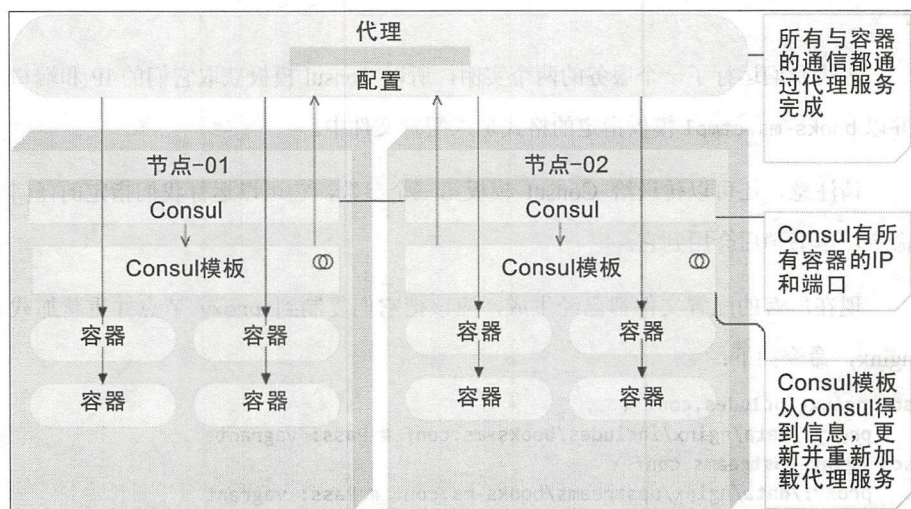 代理
配置
所有与容器
的通信都通
过代理服务
完成
节点-01
Consul
Consul模板
节点-02
Consul
Consul模板
Consul有所
有容器的IP
和端口
容器
容器
容器
容器
容器
容器
容器
容器
Consul模板
从Consul得
到信息、更
新并重新加
载代理服务